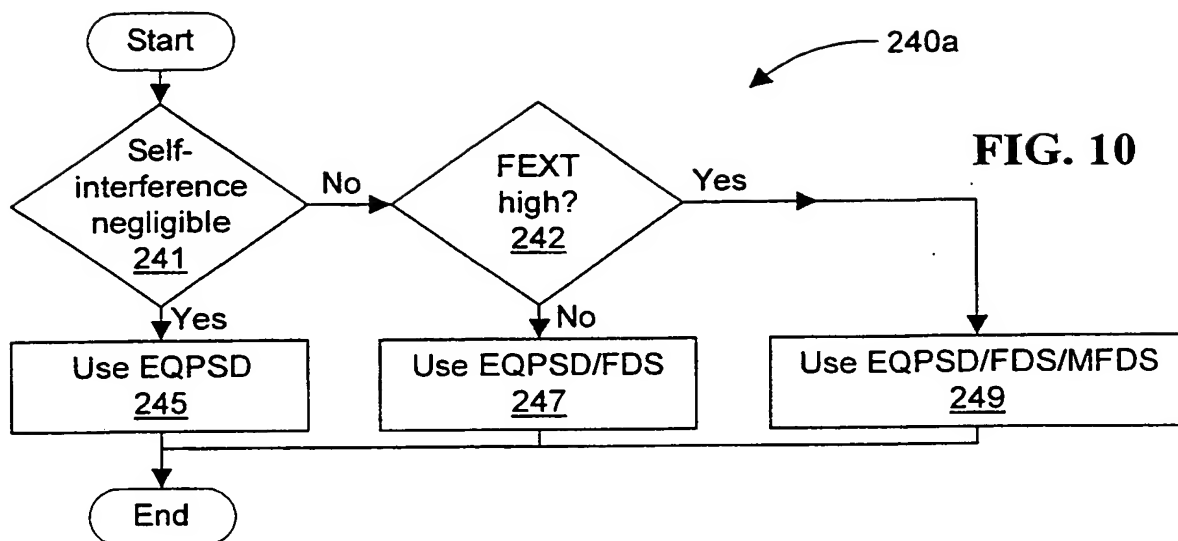 Start
240a
FIG. 10
Self-
interference
negligible
241
No
FEXT
high?
242
Yes
Yes
No
Use EQPSD
245
Use EQPSD/FDS
247
Use EQPSD/FDS/MFDS
249
End